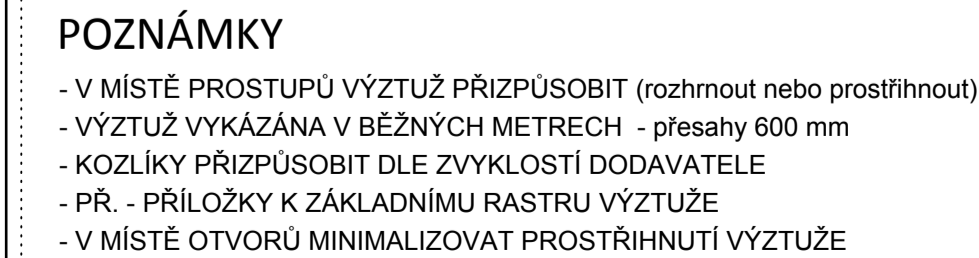 POZNÁMKY
- V MÍSTĚ PROSTUPŮ VÝZTUŽ PŘIZPŮSOBIT (rozhrnout nebo prostřihnout)
- VÝZTUŽ VYKÁZÁNA V BĚŽNÝCH METRECH - přesahy 600 mm
- KOZLÍKY PŘIZPŮSOBIT DLE ZVYKLOSTÍ DODAVATELE
- PŘ. - PŘÍLOŽKY K ZÁKLADNÍMU RASTRU VÝZTUŽE
- V MÍSTĚ OTVORŮ MINIMALIZOVAT PROSTŘIHNUTÍ VÝZTUŽE